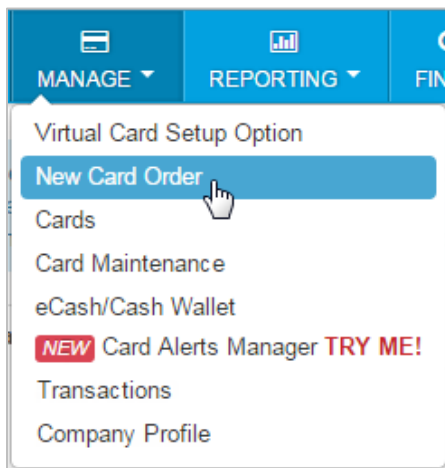 MANAGE REPORTING FIN
Virtual Card Setup Option
New Card Order
Cards
Card Maintenance
eCash/Cash Wallet
NEW Card Alerts Manager TRY ME!
Transactions
Company Profile